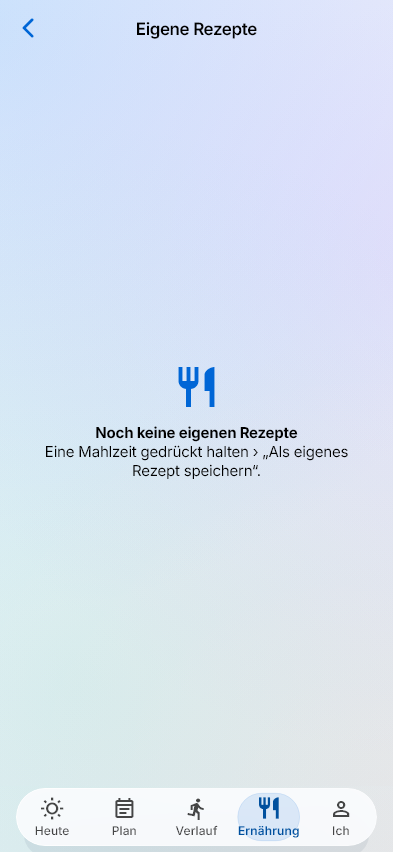 Eigene Rezepte
Noch keine eigenen Rezepte
Eine Mahlzeit gedrückt halten › „Als eigenes
Rezept speichern“.
Heute
Plan
Verlauf
Ernährung
Ich